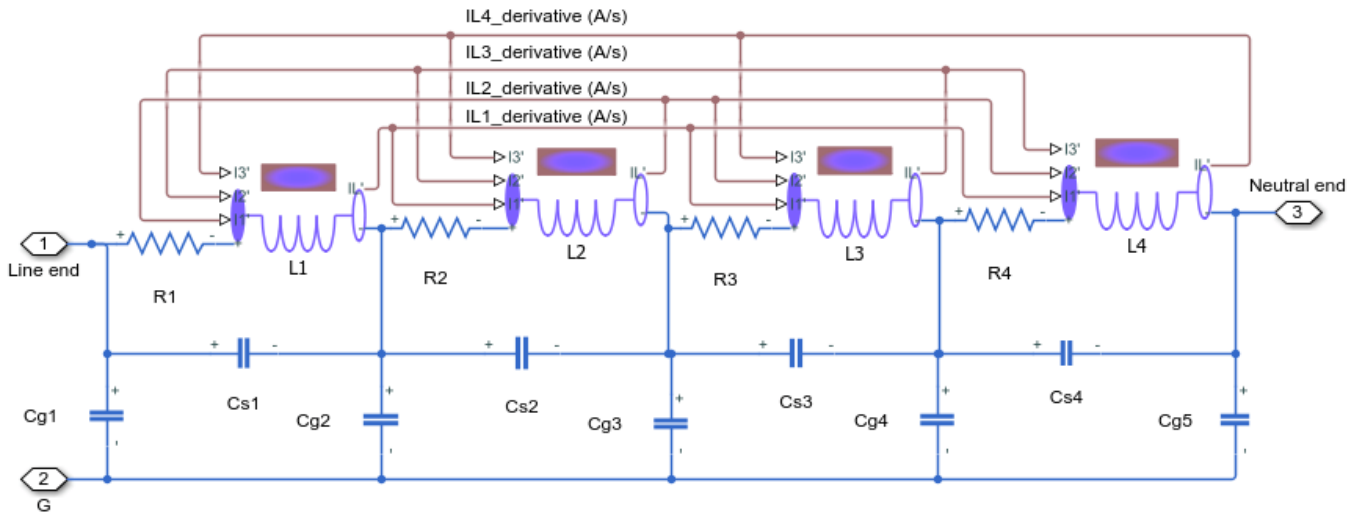 IL4_derivative (A/s)
IL3_derivative (A/s)
IL2_derivative (A/s)
IL1_derivative (A/s)
I3' I2' I1' IL'
I3' I2' I1' IL'
I3' I2' I1' IL'
I3' I2' I1' IL'
1
Line end
+ -
R1
L1
+ -
R2
L2
+ -
R3
L3
+ -
R4
L4
Neutral end
3
+ -
Cs1
+ -
Cs2
+ -
Cs3
+ -
Cs4
+
Cg1
+
Cg2
+
Cg3
+
Cg4
+
Cg5
2
G